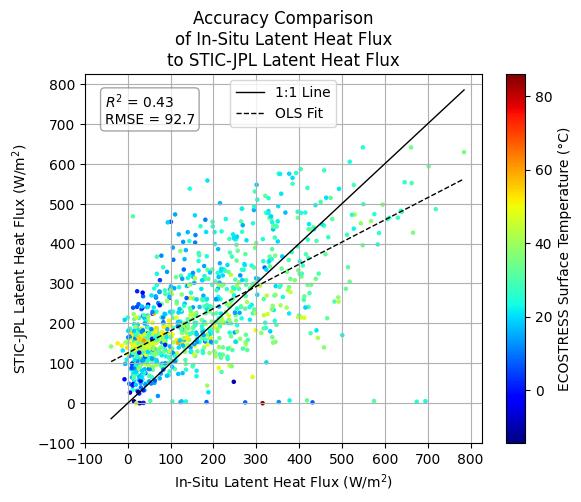 Accuracy Comparison
of In-Situ Latent Heat Flux
to STIC-JPL Latent Heat Flux
R² = 0.43
RMSE = 92.7
1:1 Line
OLS Fit
800
700
600
500
400
300
200
100
0
−100
STIC-JPL Latent Heat Flux (W/m²)
−100 0 100 200 300 400 500 600 700 800
In-Situ Latent Heat Flux (W/m²)
80
60
40
20
0
ECOSTRESS Surface Temperature (°C)